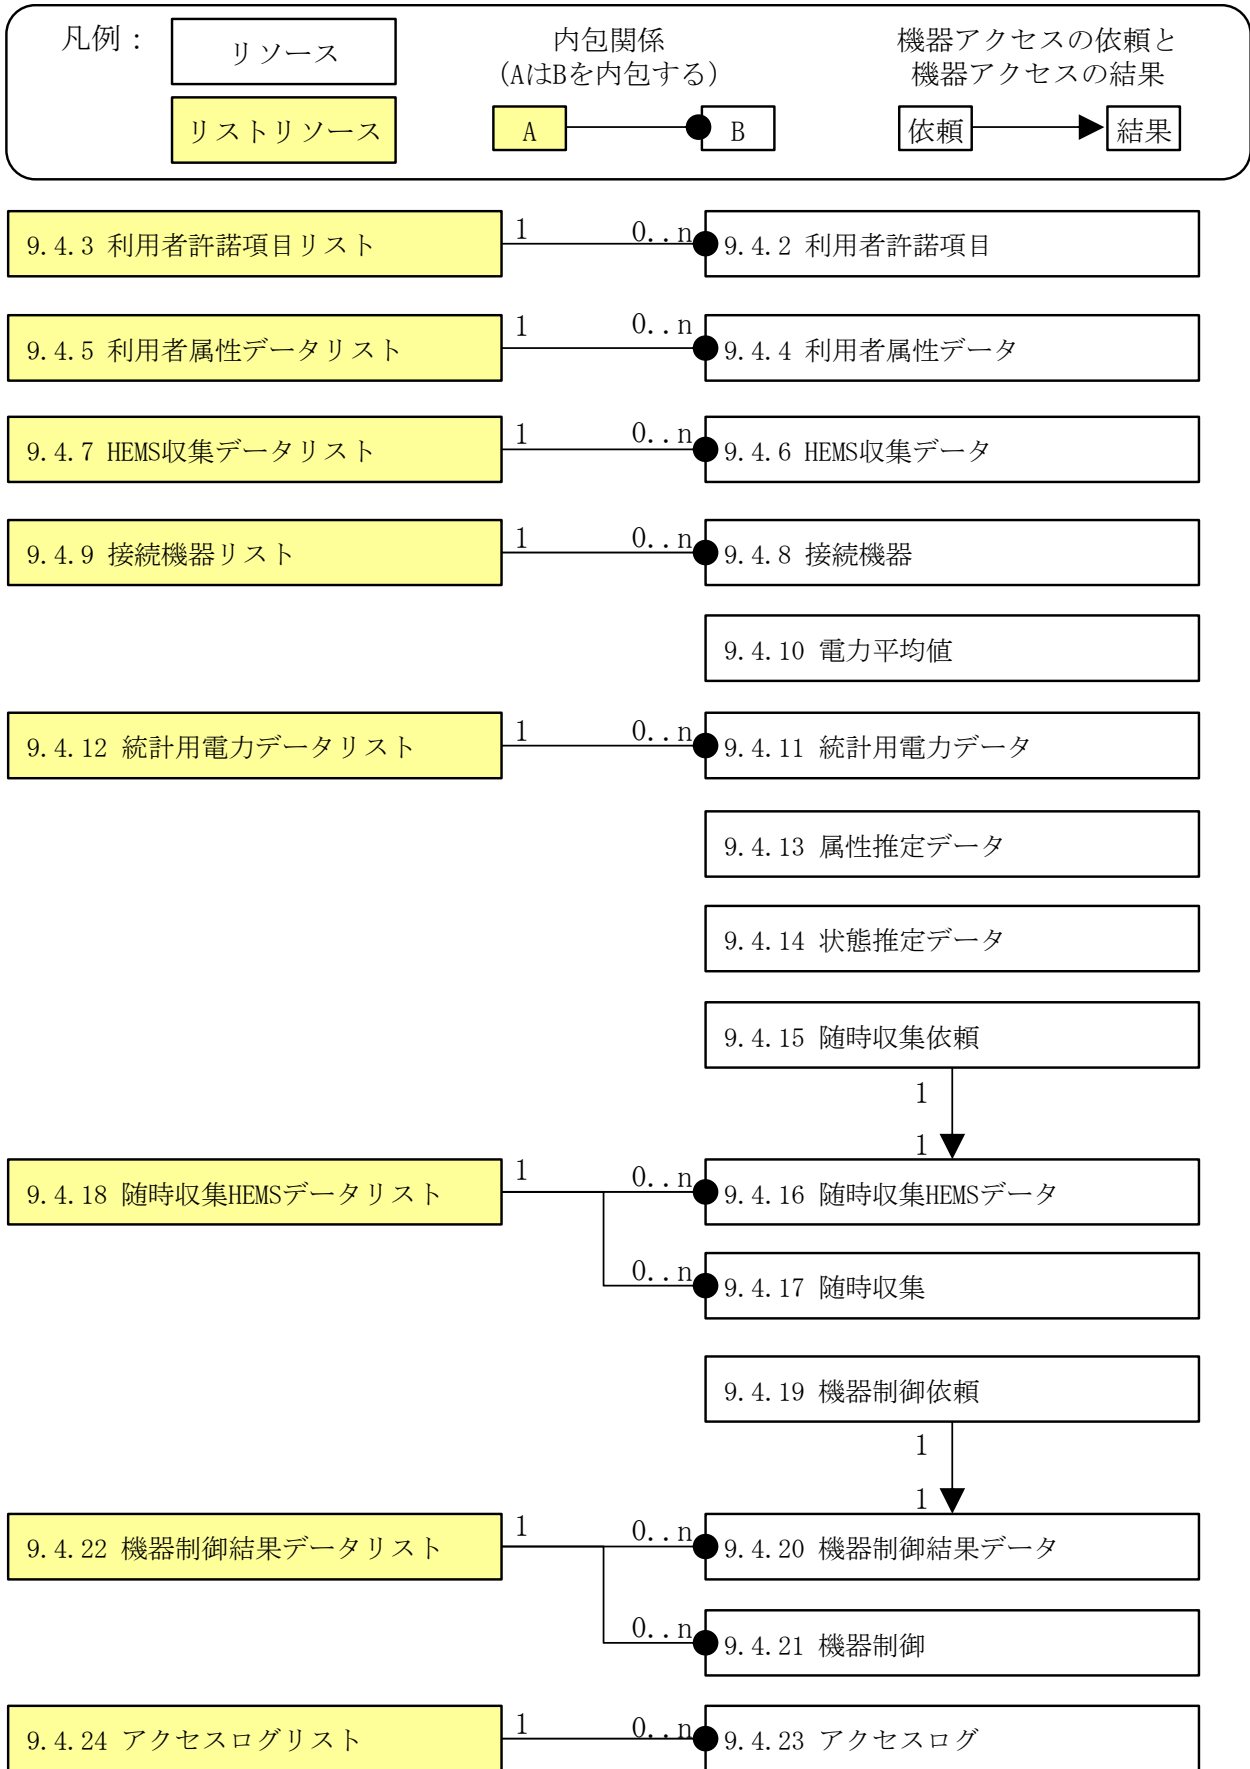 凡例：
リソース
リストリソース
内包関係
(AはBを内包する)
A
B
機器アクセスの依頼と
機器アクセスの結果
依頼
結果
9.4.3 利用者許諾項目リスト
1
0..n
9.4.2 利用者許諾項目
9.4.5 利用者属性データリスト
1
0..n
9.4.4 利用者属性データ
9.4.7 HEMS収集データリスト
1
0..n
9.4.6 HEMS収集データ
9.4.9 接続機器リスト
1
0..n
9.4.8 接続機器
9.4.10 電力平均値
9.4.12 統計用電力データリスト
1
0..n
9.4.11 統計用電力データ
9.4.13 属性推定データ
9.4.14 状態推定データ
9.4.15 随時収集依頼
1
1
9.4.18 随時収集HEMSデータリスト
1
0..n
9.4.16 随時収集HEMSデータ
0..n
9.4.17 随時収集
9.4.19 機器制御依頼
1
1
9.4.22 機器制御結果データリスト
1
0..n
9.4.20 機器制御結果データ
0..n
9.4.21 機器制御
9.4.24 アクセスログリスト
1
0..n
9.4.23 アクセスログ